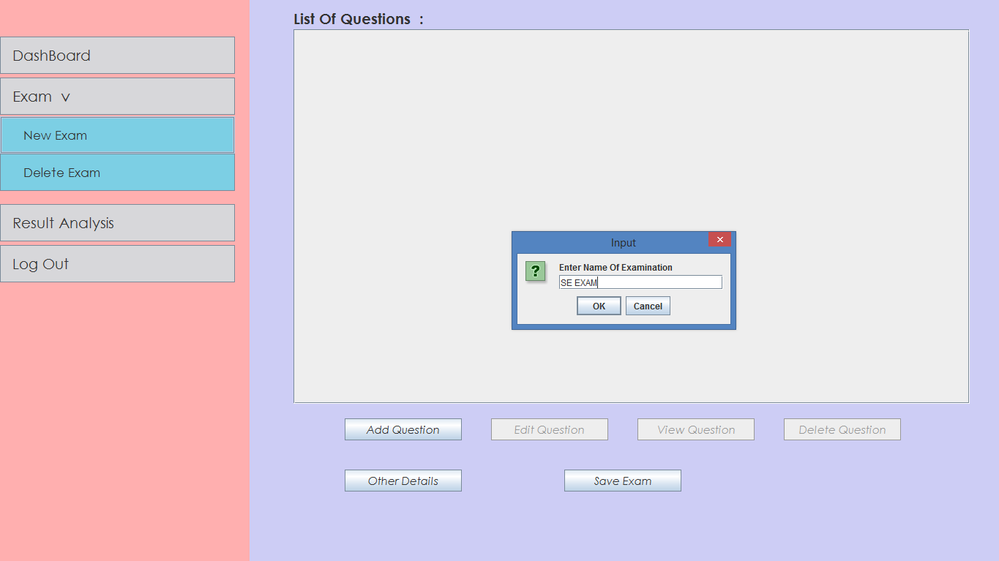 DashBoard
Exam v
New Exam
Delete Exam
Result Analysis
Log Out
List Of Questions :
Input
Enter Name Of Examination
SE EXAM
OK Cancel
Add Question Edit Question View Question Delete Question
Other Details Save Exam